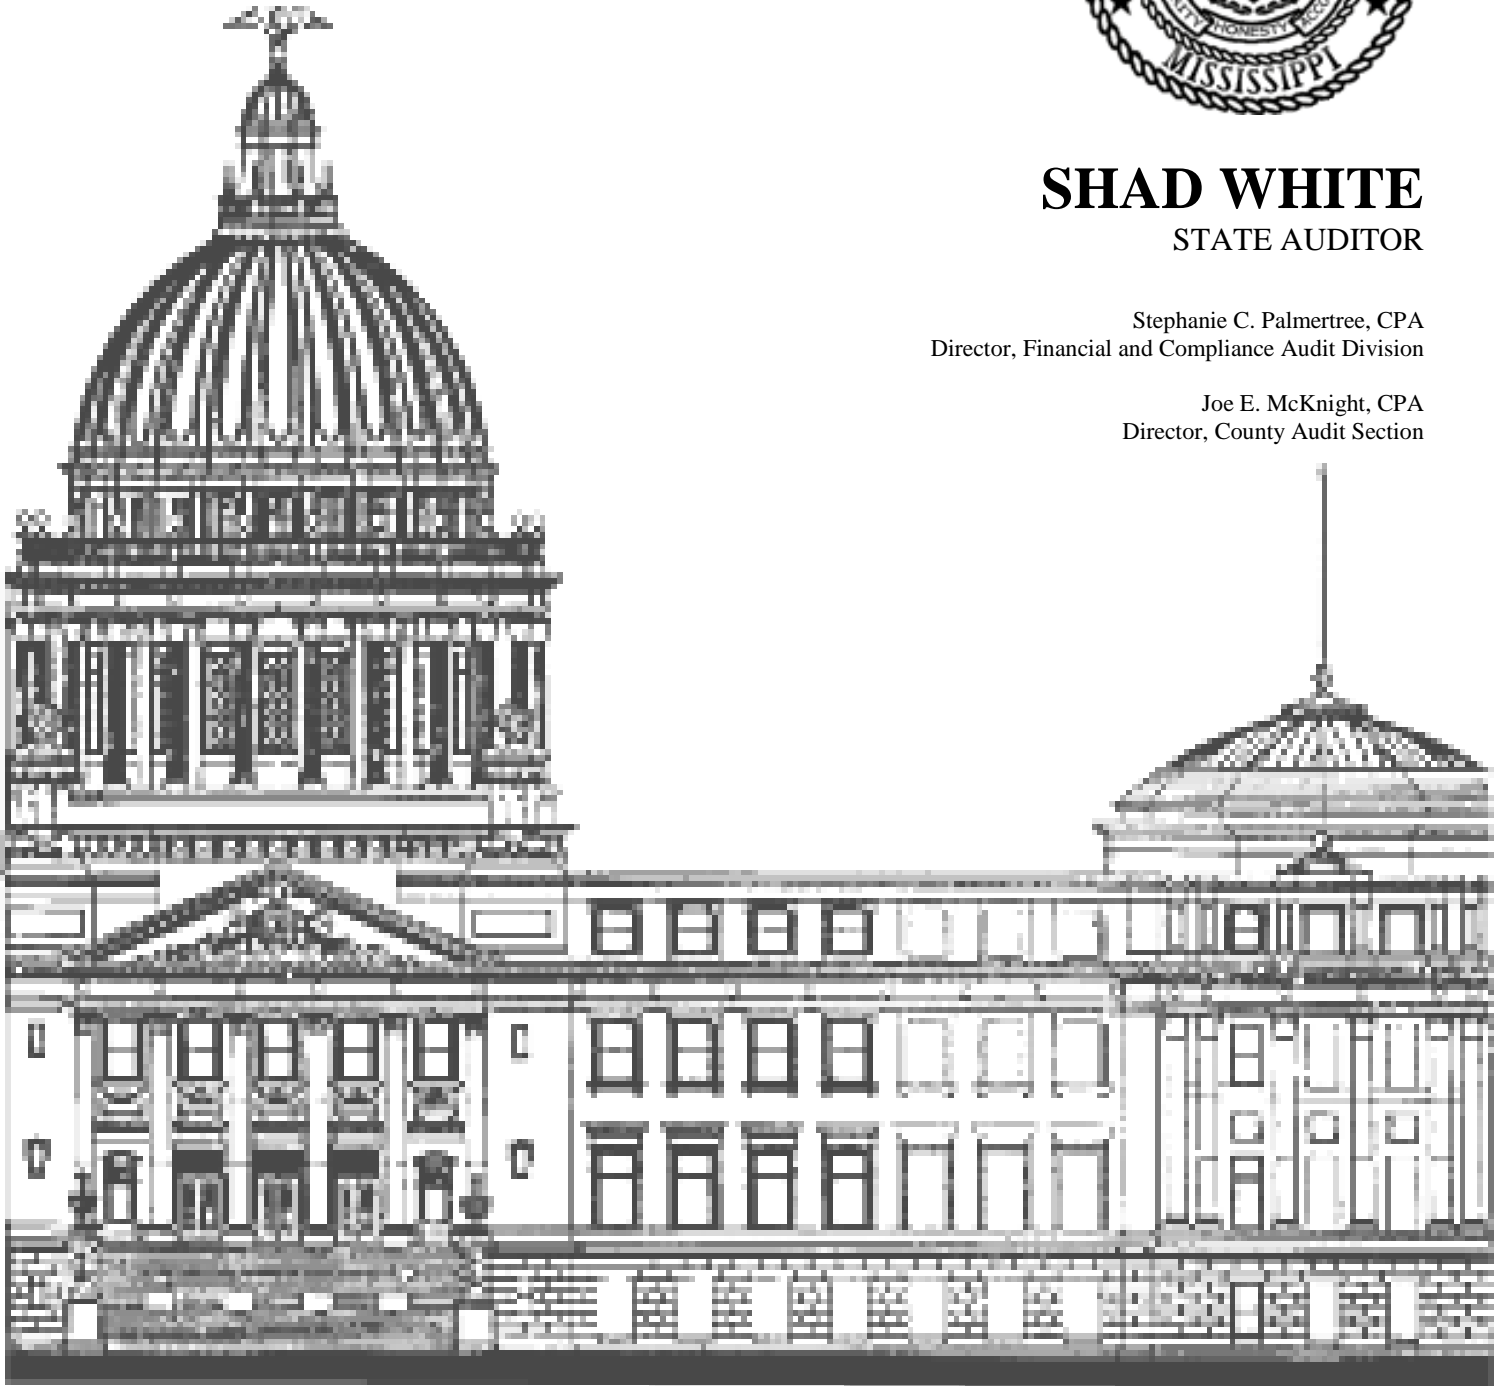 HONESTY
MISSISSIPPI
SHAD WHITE
STATE AUDITOR
Stephanie C. Palmertree, CPA
Director, Financial and Compliance Audit Division
Joe E. McKnight, CPA
Director, County Audit Section